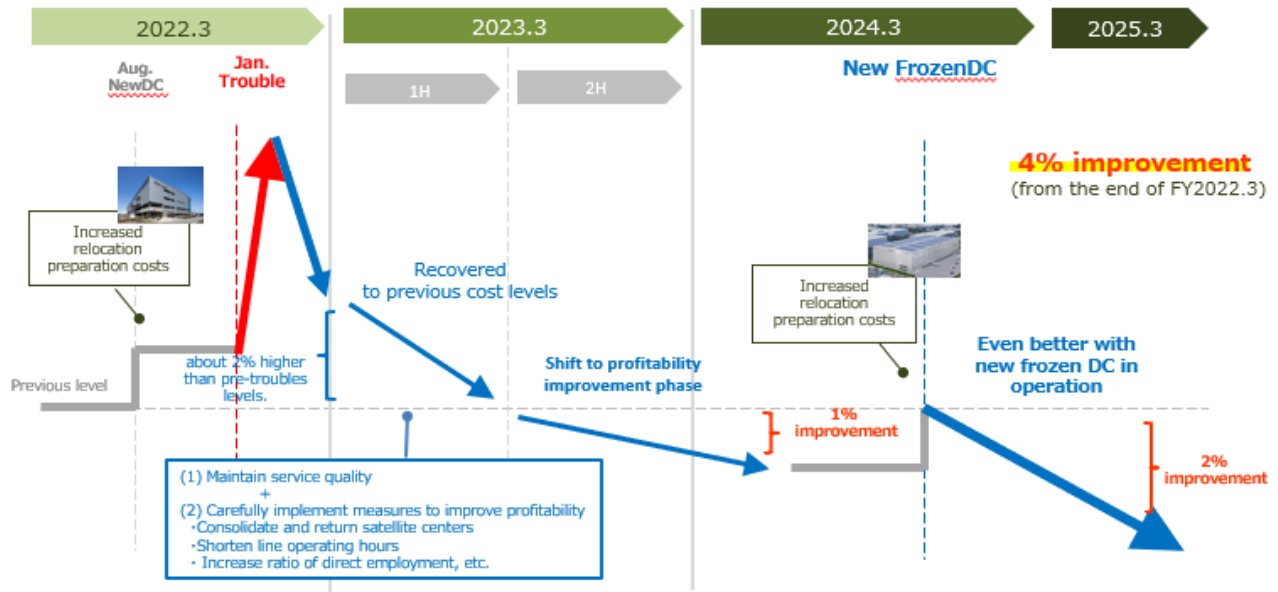 2022.3
2023.3
2024.3
2025.3
Aug.
NewDC
Jan.
Trouble
1H
2H
New FrozenDC
4% improvement
(from the end of FY2022.3)
Increased
relocation
preparation costs
Recovered
to previous cost levels
Increased
relocation
preparation costs
Previous level
about 2% higher
than pre-troubles
levels.
Shift to profitability
improvement phase
Even better with
new frozen DC in
operation
1%
improvement
2%
improvement
(1) Maintain service quality
+
(2) Carefully implement measures to improve profitability
・Consolidate and return satellite centers
・Shorten line operating hours
・Increase ratio of direct employment, etc.